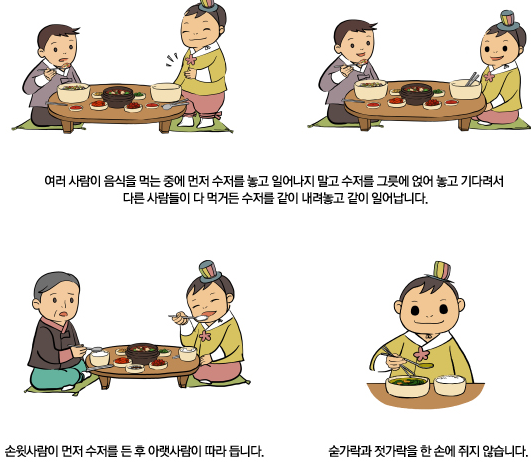 여러 사람이 음식을 먹는 중에 먼저 수저를 놓고 일어나지 말고 수저를 그릇에 얹어 놓고 기다려서
다른 사람들이 다 먹거든 수저를 같이 내려놓고 같이 일어납니다.
손윗사람이 먼저 수저를 든 후 아랫사람이 따라 듭니다.
숟가락과 젓가락을 한 손에 쥐지 않습니다.